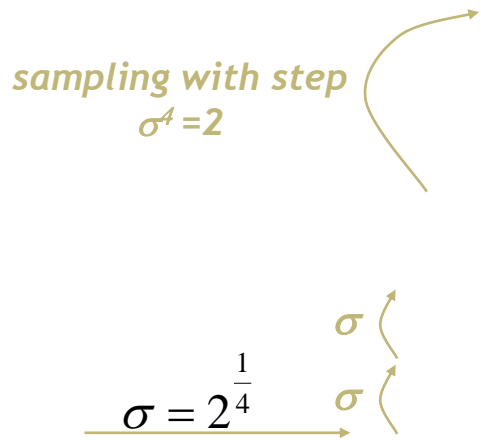 sampling with step
σ⁴ =2
σ
σ
σ = 2^{1/4}